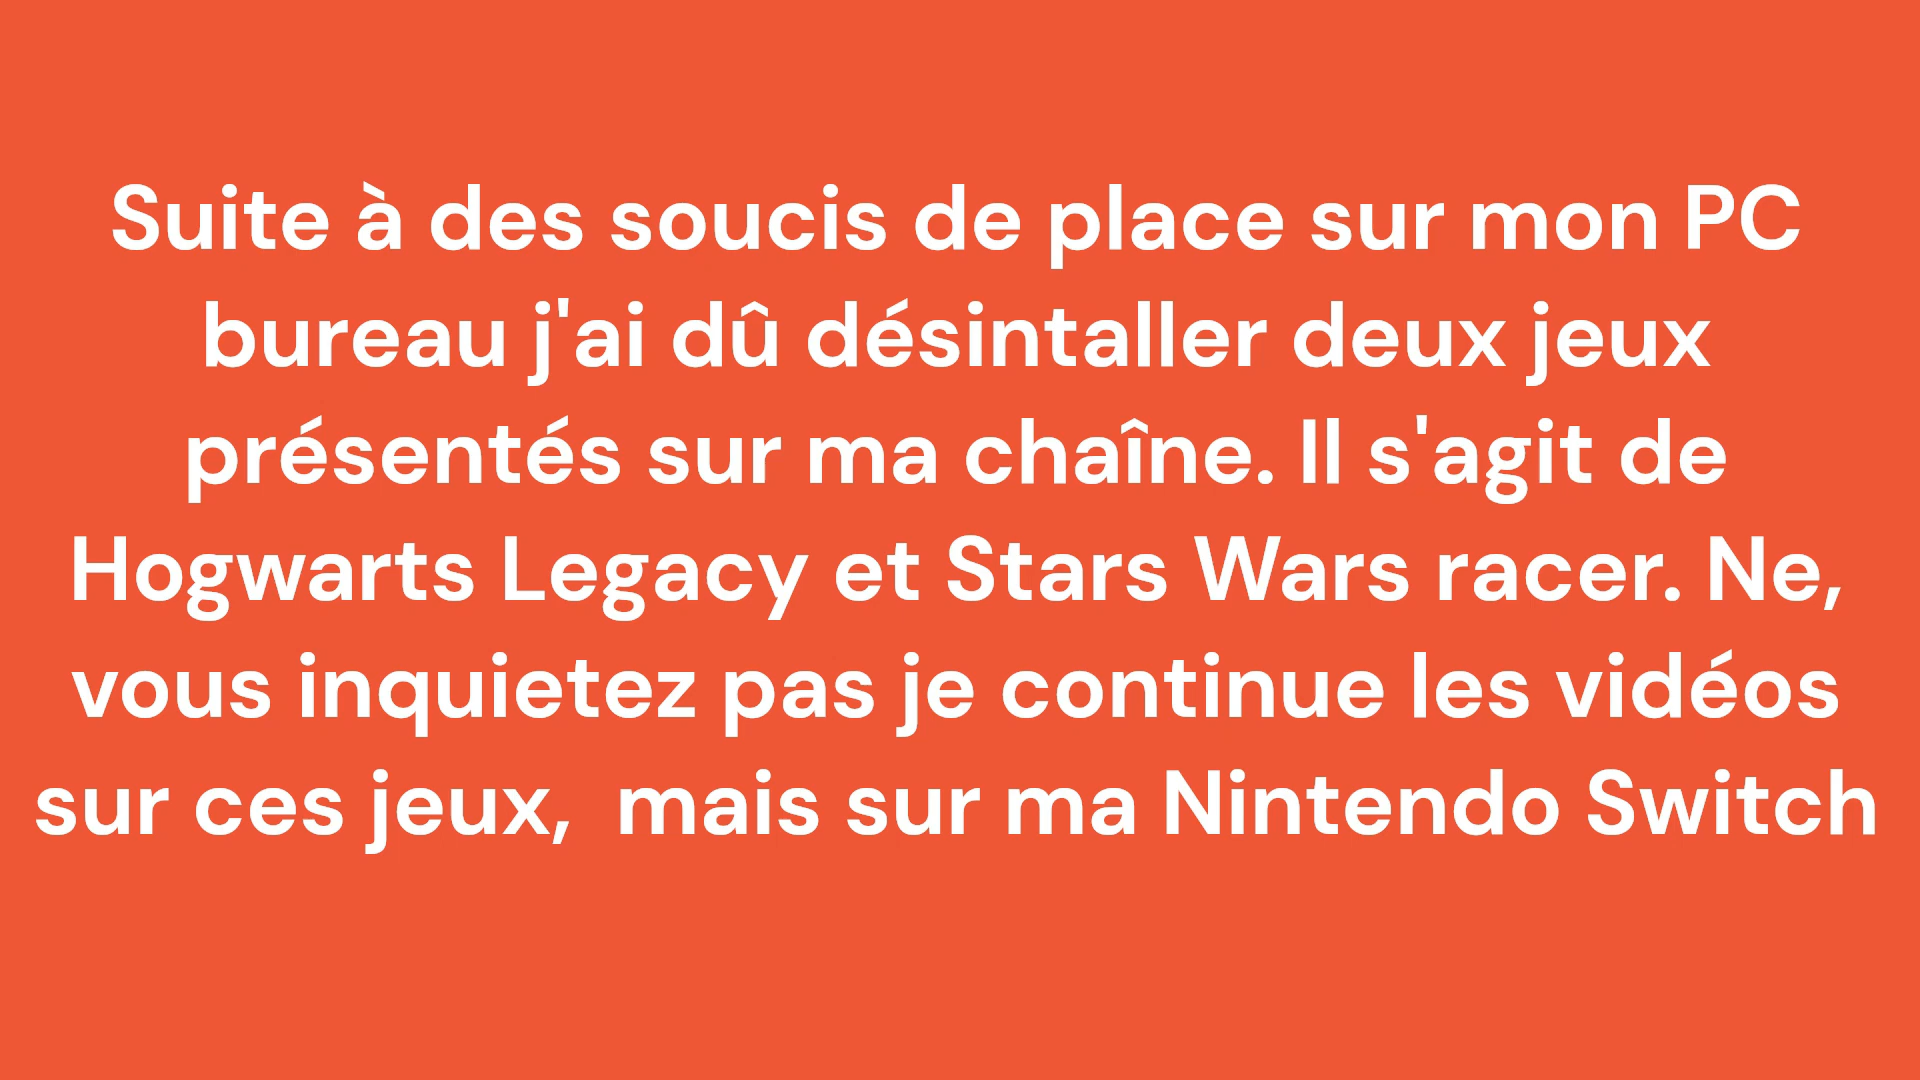 Suite à des soucis de place sur mon PC
bureau j'ai dû désintaller deux jeux
présentés sur ma chaîne. Il s'agit de
Hogwarts Legacy et Stars Wars racer. Ne,
vous inquietez pas je continue les vidéos
sur ces jeux,  mais sur ma Nintendo Switch